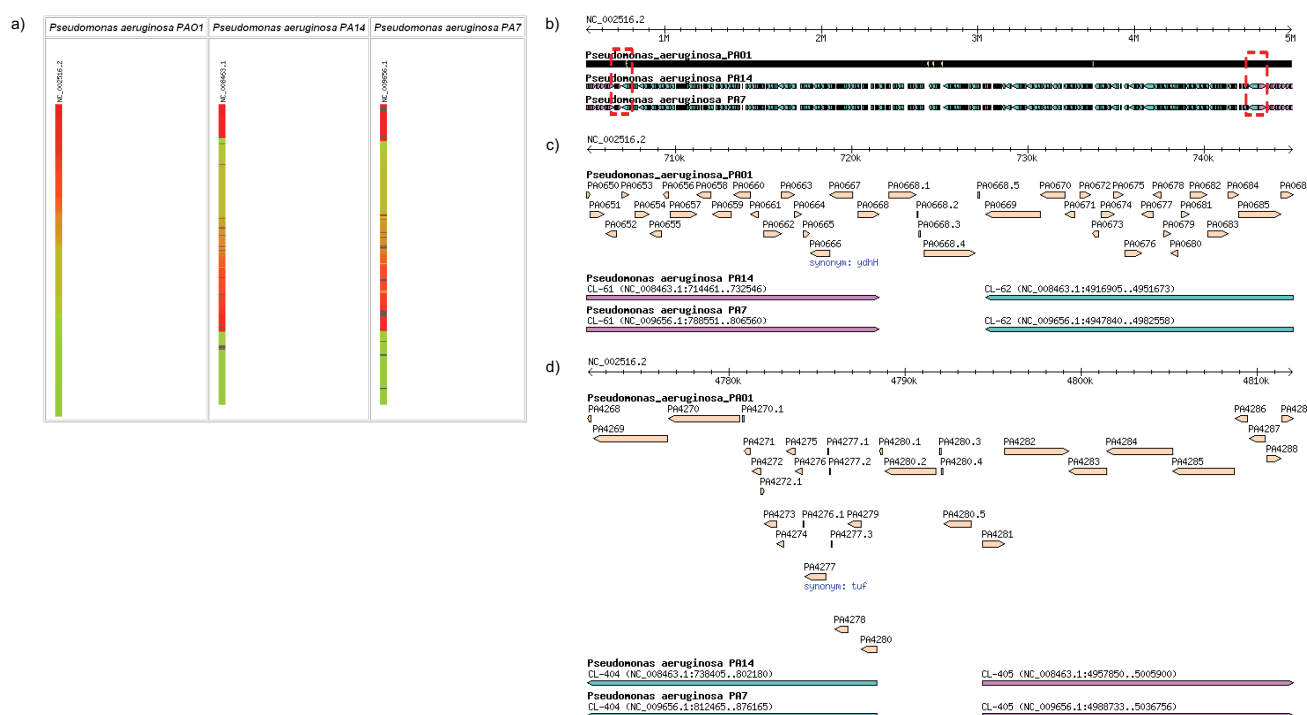 a)
Pseudomonas aeruginosa PAO1 Pseudomonas aeruginosa PA14 Pseudomonas aeruginosa PA7
NC_002516.2
NC_008463.1
NC_009656.1
b)
NC_002516.2
1M 2M 3M 4M 5M
Pseudomonas_aeruginosa_PAO1
Pseudomonas aeruginosa PA14
Pseudomonas aeruginosa PA7
c)
NC_002516.2
710k 720k 730k 740k
Pseudomonas_aeruginosa_PAO1
PA0650 PA0653 PA0656 PA0658 PA0660 PA0663 PA0667 PA0668.1 PA0668.5 PA0670 PA0672 PA0675 PA0678 PA0682 PA0684 PA068
PA0651 PA0654 PA0657 PA0659 PA0661 PA0664 PA0668 PA0668.2 PA0669 PA0671 PA0674 PA0677 PA0681 PA0685
PA0652 PA0655 PA0662 PA0665 PA0668.3 PA0673 PA0679 PA0683
PA0666 PA0668.4 PA0676 PA0680
synonym: ydhH
Pseudomonas aeruginosa PA14
CL-61 (NC_008463.1:714461..732546) CL-62 (NC_008463.1:4916905..4951673)
Pseudomonas aeruginosa PA7
CL-61 (NC_009656.1:788551..806560) CL-62 (NC_009656.1:4947840..4982558)
d)
NC_002516.2
4780k 4790k 4800k 4810k
Pseudomonas_aeruginosa_PAO1
PA4268 PA4270 PA4270.1 PA4286 PA428
PA4269 PA4287
PA4271 PA4275 PA4277.1 PA4280.1 PA4280.3 PA4282 PA4284 PA4288
PA4272 PA4276 PA4277.2 PA4280.2 PA4280.4 PA4283 PA4285
PA4272.1
PA4273 PA4276.1 PA4279 PA4280.5
PA4274 PA4277.3 PA4281
PA4277
synonym: tuf
PA4278
PA4280
Pseudomonas aeruginosa PA14
CL-404 (NC_008463.1:738405..802180) CL-405 (NC_008463.1:4957850..5005900)
Pseudomonas aeruginosa PA7
CL-404 (NC_009656.1:812465..876165) CL-405 (NC_009656.1:4988733..5036756)